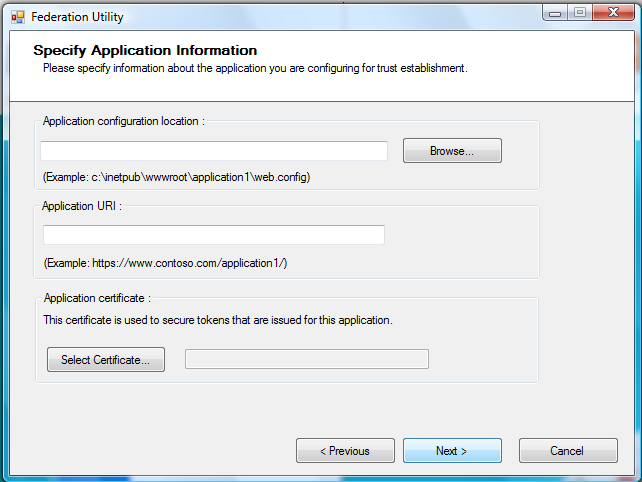 Federation Utility
Specify Application Information
Please specify information about the application you are configuring for trust establishment.
Application configuration location :
Browse...
(Example: c:\inetpub\wwwroot\application1\web.config)
Application URI :
(Example: https://www.contoso.com/application1/)
Application certificate :
This certificate is used to secure tokens that are issued for this application.
Select Certificate...
< Previous
Next >
Cancel